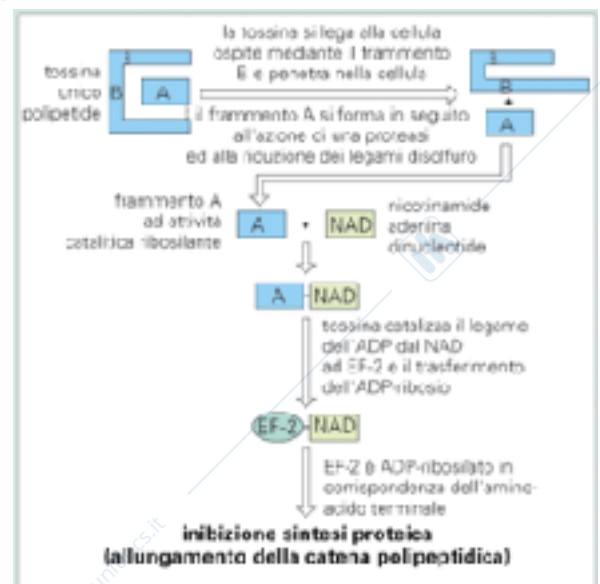 la tossina si lega alla cellula
ospite mediante il frammento
B e penetra nella cellula
tossina
unico
polipetide
B
A
B
A
il frammento A si forma in seguito
all'azione di una proteasi
ed alla riduzione dei legami disolfuro
frammento A
ad attività
catalitica ribosilante
A
+
NAD
nicotinamide
adenina
dinucleotide
A
NAD
tossina catalizza il legame
dell'ADP dal NAD
ad EF-2 e il trasferimento
dell'ADP-ribosio
EF-2
NAD
EF-2 è ADP-ribosilato in
corrispondenza dell'amino-
acido terminale
inibizione sintesi proteica
(allungamento della catena polipeptidica)